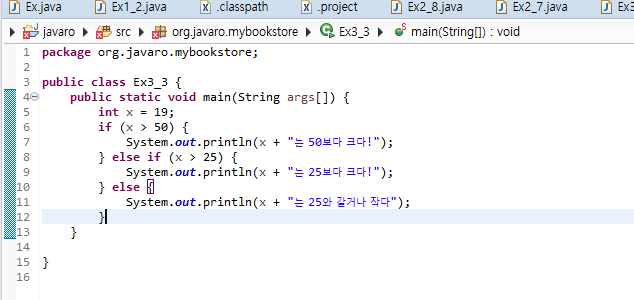 Ex.java Ex1_2.java .classpath .project Ex2_8.java Ex2_7.java
javaro src org.javaro.mybookstore Ex3_3 main(String[]) : void
1 package org.javaro.mybookstore;
2
3 public class Ex3_3 {
4 public static void main(String args[]) {
5 int x = 19;
6 if (x > 50) {
7 System.out.println(x + "는 50보다 크다!");
8 } else if (x > 25) {
9 System.out.println(x + "는 25보다 크다!");
10 } else {
11 System.out.println(x + "는 25와 같거나 작다");
12 }
13 }
14
15 }
16